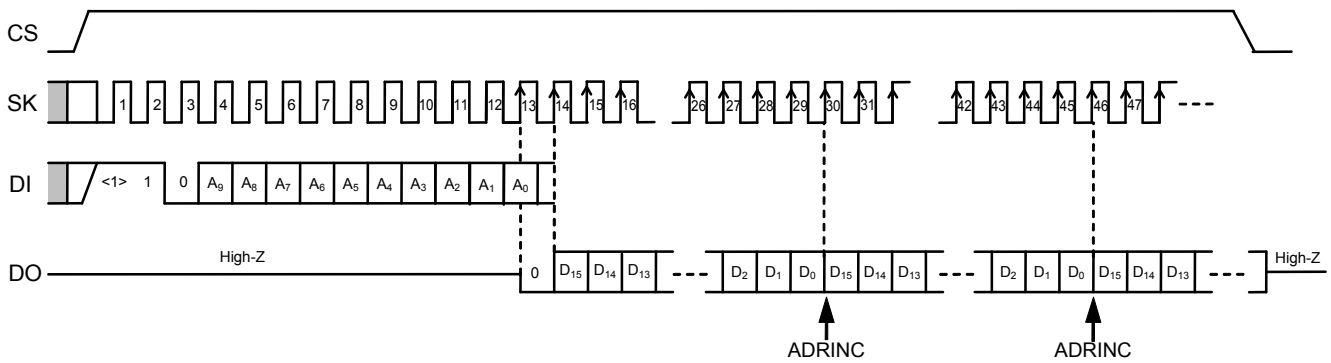 CS
SK 1 2 3 4 5 6 7 8 9 10 11 12 13 14 15 16 26 27 28 29 30 31 42 43 44 45 46 47
DI <1> 1 0 A₉ A₈ A₇ A₆ A₅ A₄ A₃ A₂ A₁ A₀
High-Z
High-Z
DO 0 D₁₅ D₁₄ D₁₃ D₂ D₁ D₀ D₁₅ D₁₄ D₁₃ D₂ D₁ D₀ D₁₅ D₁₄ D₁₃
ADRINC ADRINC